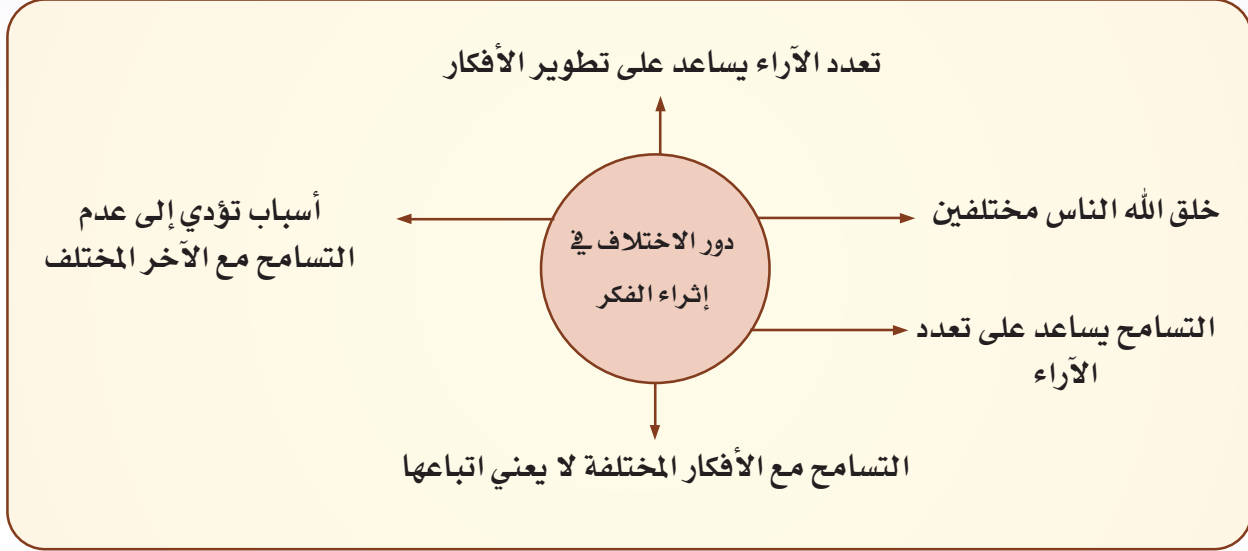 تعدد الآراء يساعد على تطوير الأفكار
خلق الله الناس مختلفين
أسباب تؤدي إلى عدم
التسامح مع الآخر المختلف
دور الاختلاف في
إثراء الفكر
التسامح يساعد على تعدد
الآراء
التسامح مع الأفكار المختلفة لا يعني اتباعها